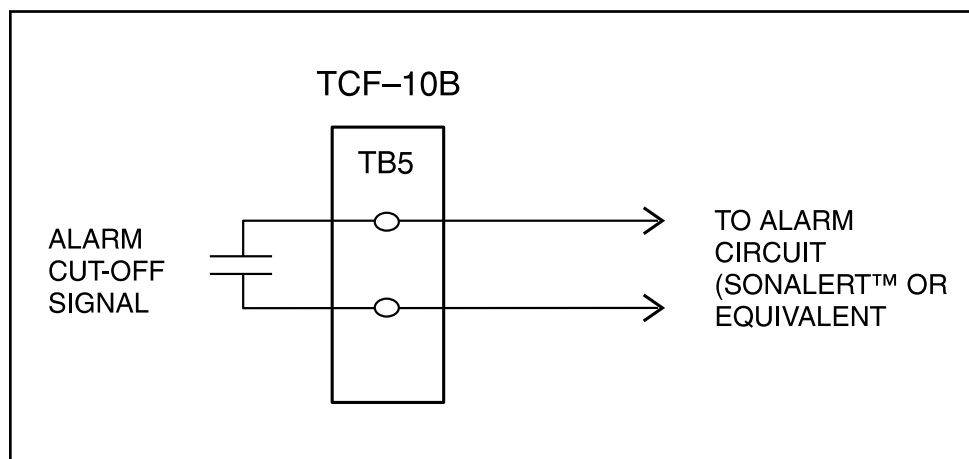 TCF–10B
TB5
ALARM
CUT-OFF
SIGNAL
TO ALARM
CIRCUIT
(SONALERT™ OR
EQUIVALENT